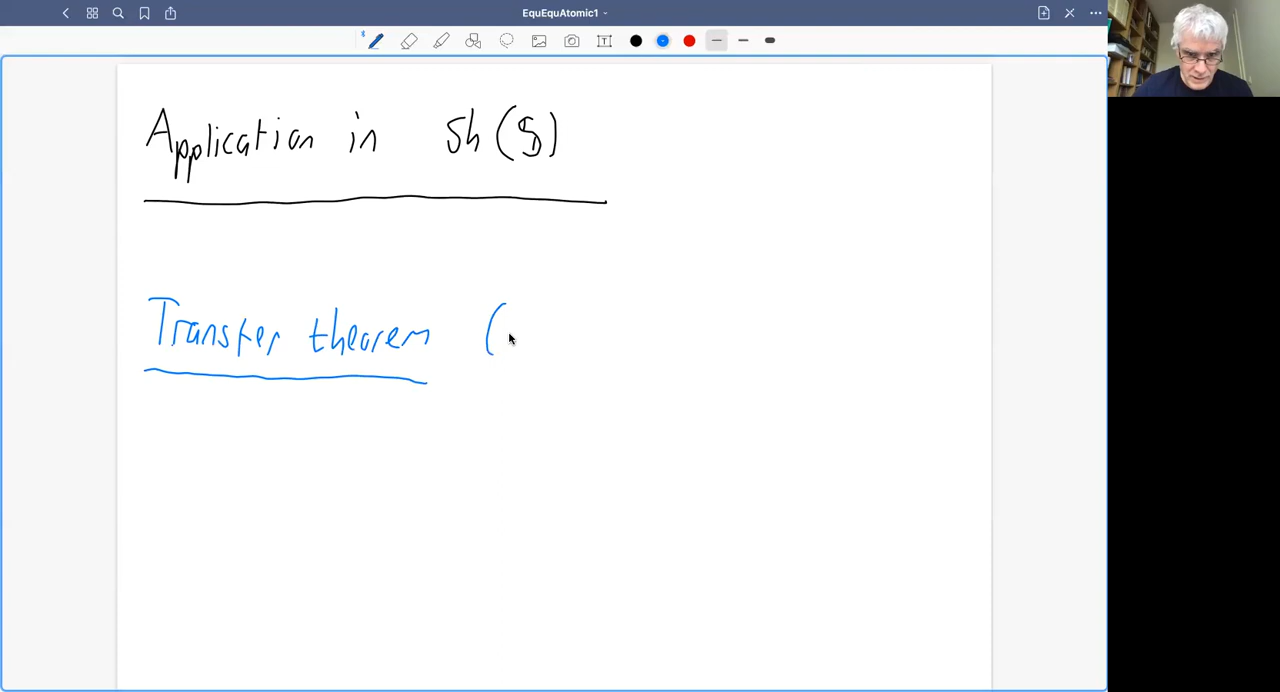 EquEquAtomic1
Application in Sh(𝕊)
Transfer theorem (